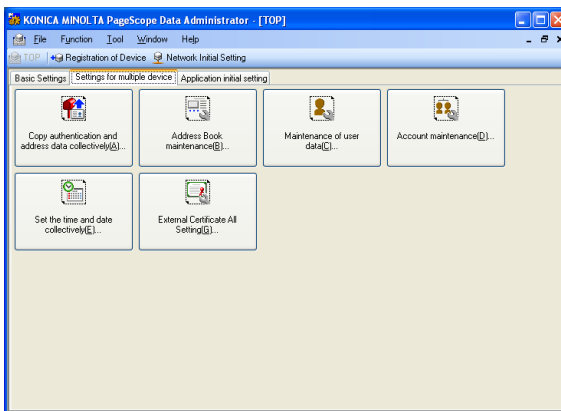 KONICA MINOLTA PageScope Data Administrator - [TOP]
File Function Tool Window Help
TOP Registration of Device Network Initial Setting
Basic Settings Settings for multiple device Application initial setting
Copy authentication and
address data collectively(A)...
Address Book
maintenance(B)...
Maintenance of user
data(C)...
Account maintenance(D)...
Set the time and date
collectively(E)...
External Certificate All
Setting(G)...